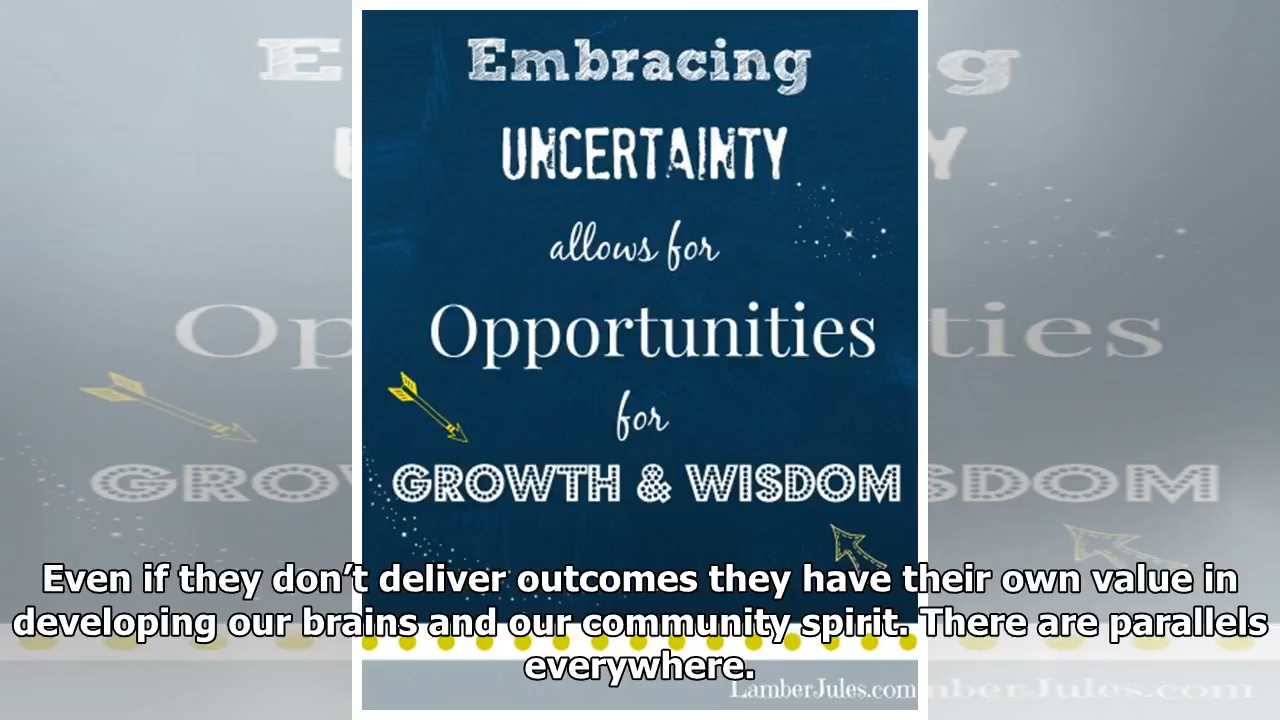 Embracing
UNCERTAINTY
allows for
Opportunities
for
GROWTH & WISDOM
Even if they don’t deliver outcomes they have their own value in
developing our brains and our community spirit. There are parallels
everywhere.
LamberJules.com